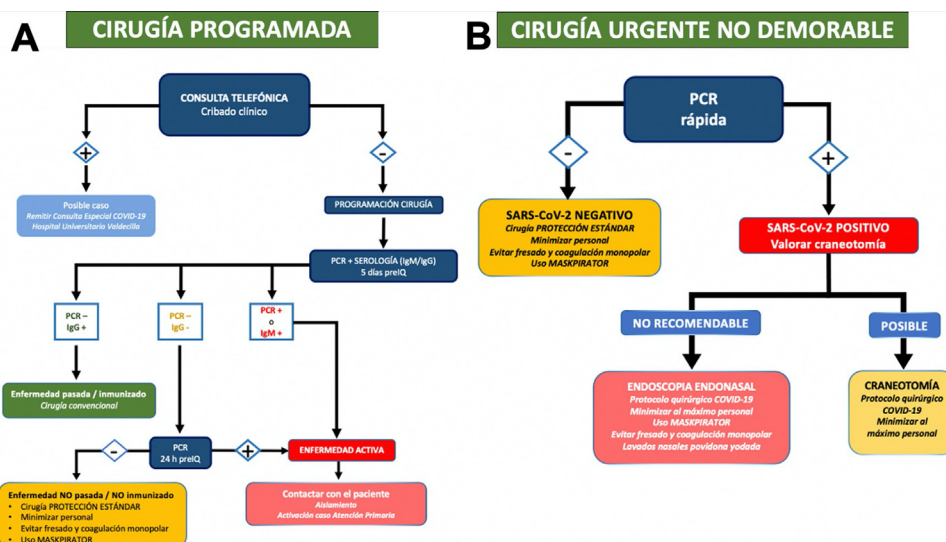 A
CIRUGÍA PROGRAMADA
CONSULTA TELEFÓNICA
Cribado clínico
+
-
Posible caso
Remitir Consulta Especial COVID-19
Hospital Universitario Valdecilla
PROGRAMACIÓN CIRUGÍA
PCR + SEROLOGÍA (IgM/IgG)
5 días preIQ
PCR –
IgG +
PCR –
IgG -
PCR +
o
IgM +
Enfermedad pasada / inmunizado
Cirugía convencional
-
PCR
24 h preIQ
+
ENFERMEDAD ACTIVA
Enfermedad NO pasada / NO inmunizado
• Cirugía PROTECCIÓN ESTÁNDAR
• Minimizar personal
• Evitar fresado y coagulación monopolar
• Uso MASKPIRATOR
Contactar con el paciente
Aislamiento
Activación caso Atención Primaria
B
CIRUGÍA URGENTE NO DEMORABLE
PCR
rápida
-
+
SARS-CoV-2 NEGATIVO
Cirugía PROTECCIÓN ESTÁNDAR
Minimizar personal
Evitar fresado y coagulación monopolar
Uso MASKPIRATOR
SARS-CoV-2 POSITIVO
Valorar craneotomía
NO RECOMENDABLE
POSIBLE
ENDOSCOPIA ENDONASAL
Protocolo quirúrgico COVID-19
Minimizar al máximo personal
Uso MASKPIRATOR
Evitar fresado y coagulación monopolar
Lavados nasales povidona yodada
CRANEOTOMÍA
Protocolo quirúrgico
COVID-19
Minimizar al
máximo personal